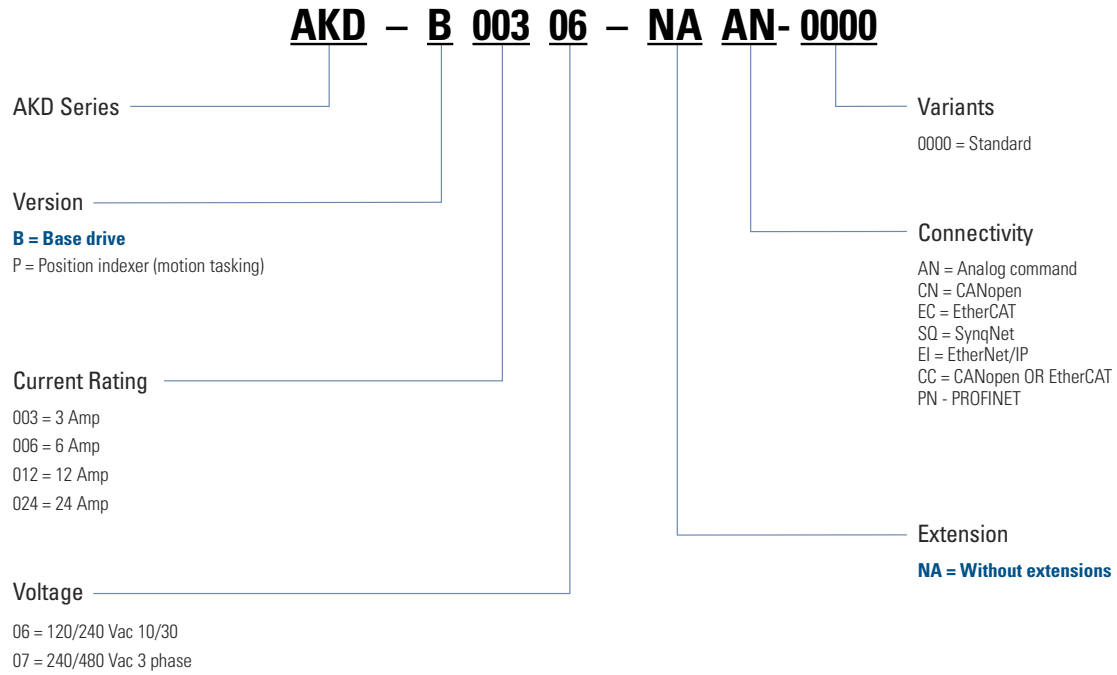 AKD – B 003 06 – NA AN- 0000
AKD Series
Version
B = Base drive
P = Position indexer (motion tasking)
Current Rating
003 = 3 Amp
006 = 6 Amp
012 = 12 Amp
024 = 24 Amp
Voltage
06 = 120/240 Vac 10/30
07 = 240/480 Vac 3 phase
Variants
0000 = Standard
Connectivity
AN = Analog command
CN = CANopen
EC = EtherCAT
SQ = SynqNet
EI = EtherNet/IP
CC = CANopen OR EtherCAT
PN - PROFINET
Extension
NA = Without extensions